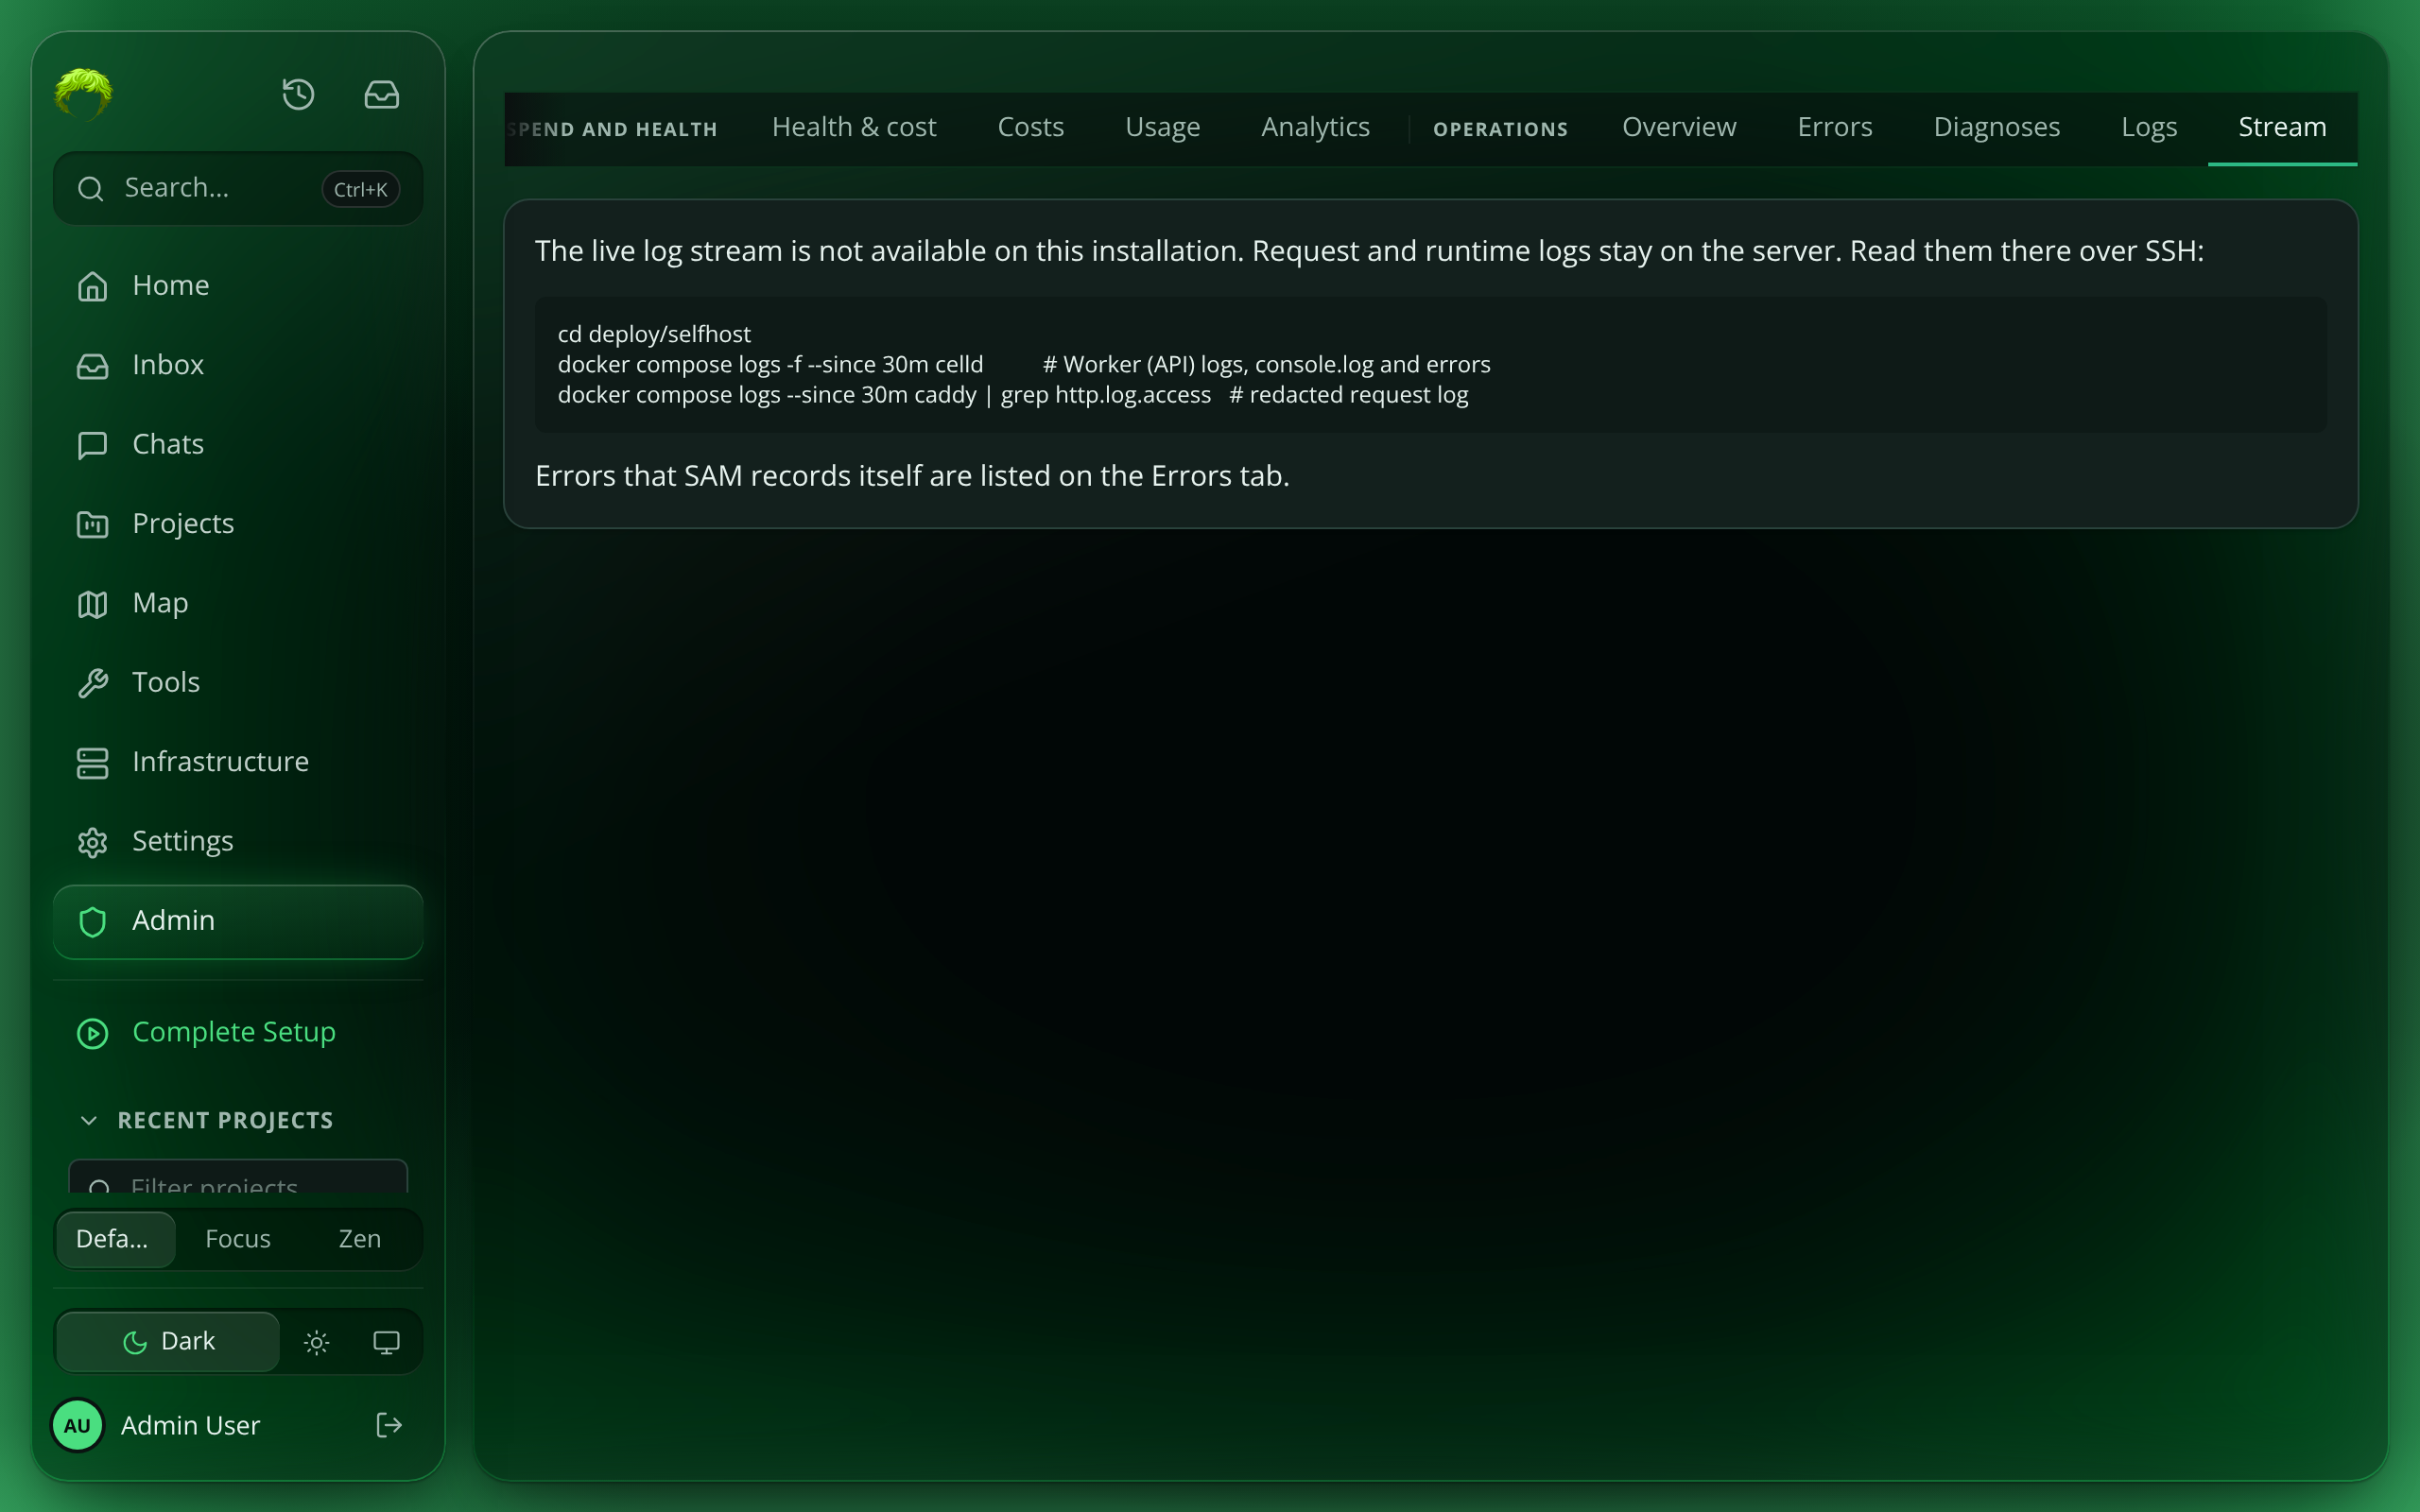 Search...
Ctrl+K
Home
Inbox
Chats
Projects
Map
Tools
Infrastructure
Settings
Admin
Complete Setup
RECENT PROJECTS
Filter projects
Defa...
Focus
Zen
Dark
AU
Admin User
SPEND AND HEALTH
Health & cost
Costs
Usage
Analytics
OPERATIONS
Overview
Errors
Diagnoses
Logs
Stream
The live log stream is not available on this installation. Request and runtime logs stay on the server. Read them there over SSH:
cd deploy/selfhost
docker compose logs -f --since 30m celld # Worker (API) logs, console.log and errors
docker compose logs --since 30m caddy | grep http.log.access # redacted request log
Errors that SAM records itself are listed on the Errors tab.